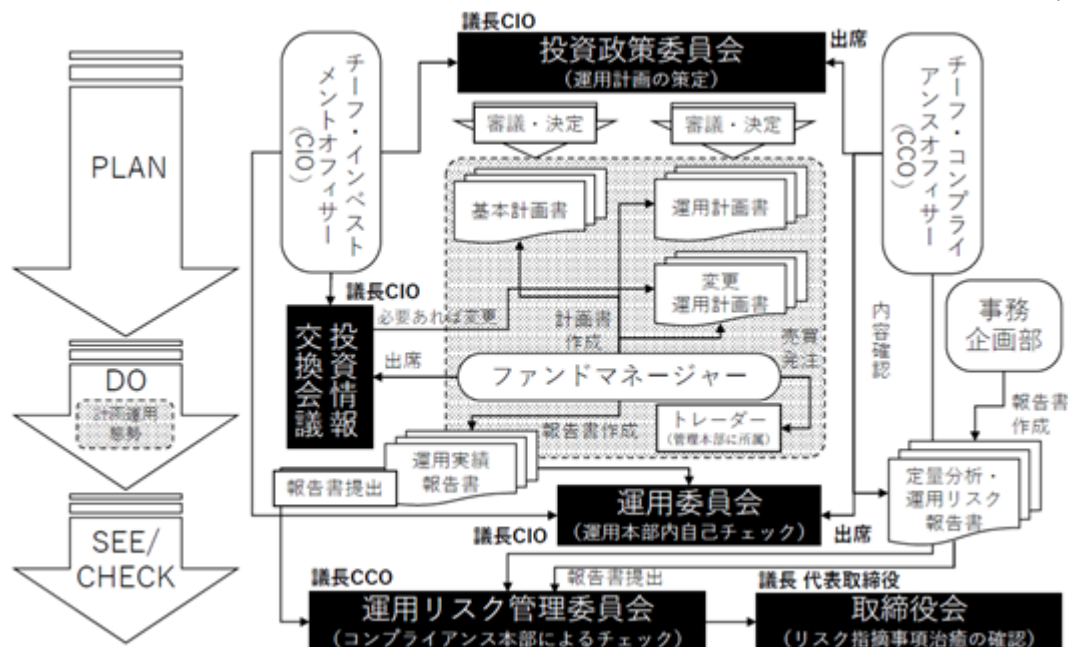 議長CIO
投資政策委員会
(運用計画の策定)
出席
チーフ・インベスト
メントオフィサー
(CIO)
チーフ・コンプライ
アンスオフィサー
(CCO)
PLAN
審議・決定
審議・決定
基本計画書
運用計画書
変更
運用計画書
議長CIO
必要あれば変更
計画書
作成
売買
発注
内容確認
事務
企画部
投資情報
交換会議
出席
ファンドマネージャー
DO
計画運用
態勢
報告書作成
トレーダー
(管理本部に所属)
報告書
作成
運用実績
報告書
報告書提出
定量分析・
運用リスク
報告書
運用委員会
(運用本部内自己チェック)
議長CIO
出席
SEE/
CHECK
議長CCO
報告書提出
議長 代表取締役
運用リスク管理委員会
(コンプライアンス本部によるチェック)
取締役会
(リスク指摘事項治癒の確認)